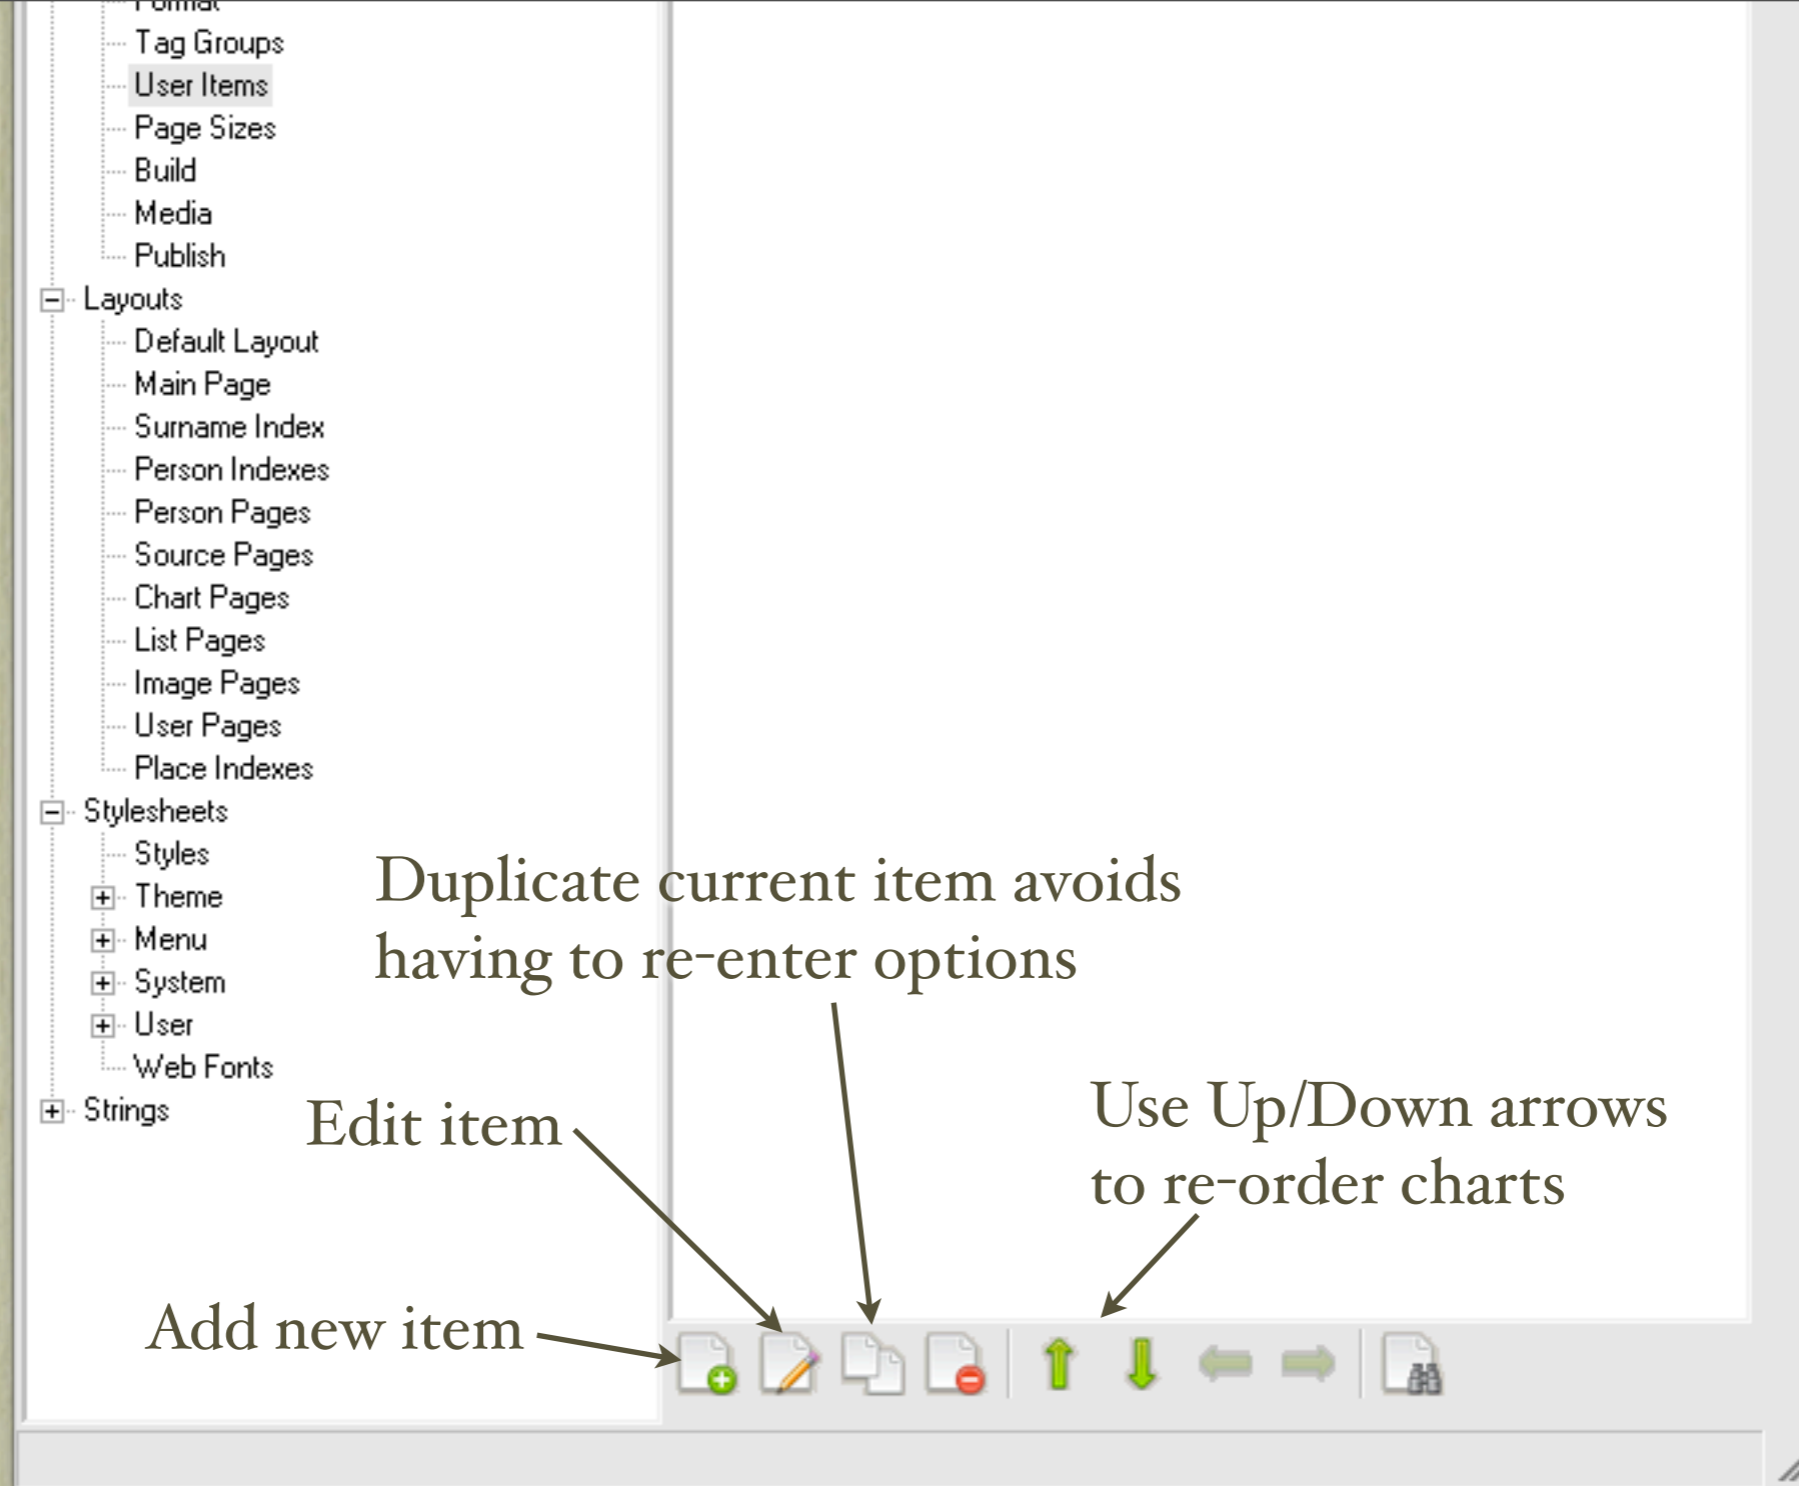 Format
Tag Groups
User Items
Page Sizes
Build
Media
Publish
Layouts
Default Layout
Main Page
Surname Index
Person Indexes
Person Pages
Source Pages
Chart Pages
List Pages
Image Pages
User Pages
Place Indexes
Stylesheets
Styles
Theme
Menu
System
User
Web Fonts
Strings
Duplicate current item avoids
having to re-enter options
Edit item
Use Up/Down arrows
to re-order charts
Add new item